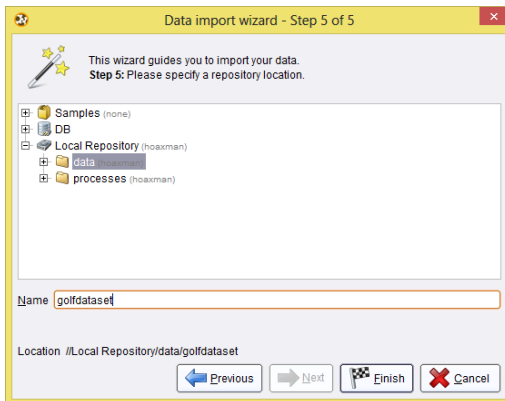 Data import wizard - Step 5 of 5
This wizard guides you to import your data.
Step 5: Please specify a repository location.
Samples (none)
DB
Local Repository (hoaxman)
data (hoaxman)
processes (hoaxman)
Name golfdataset
Location //Local Repository/data/golfdataset
Previous Next Finish Cancel